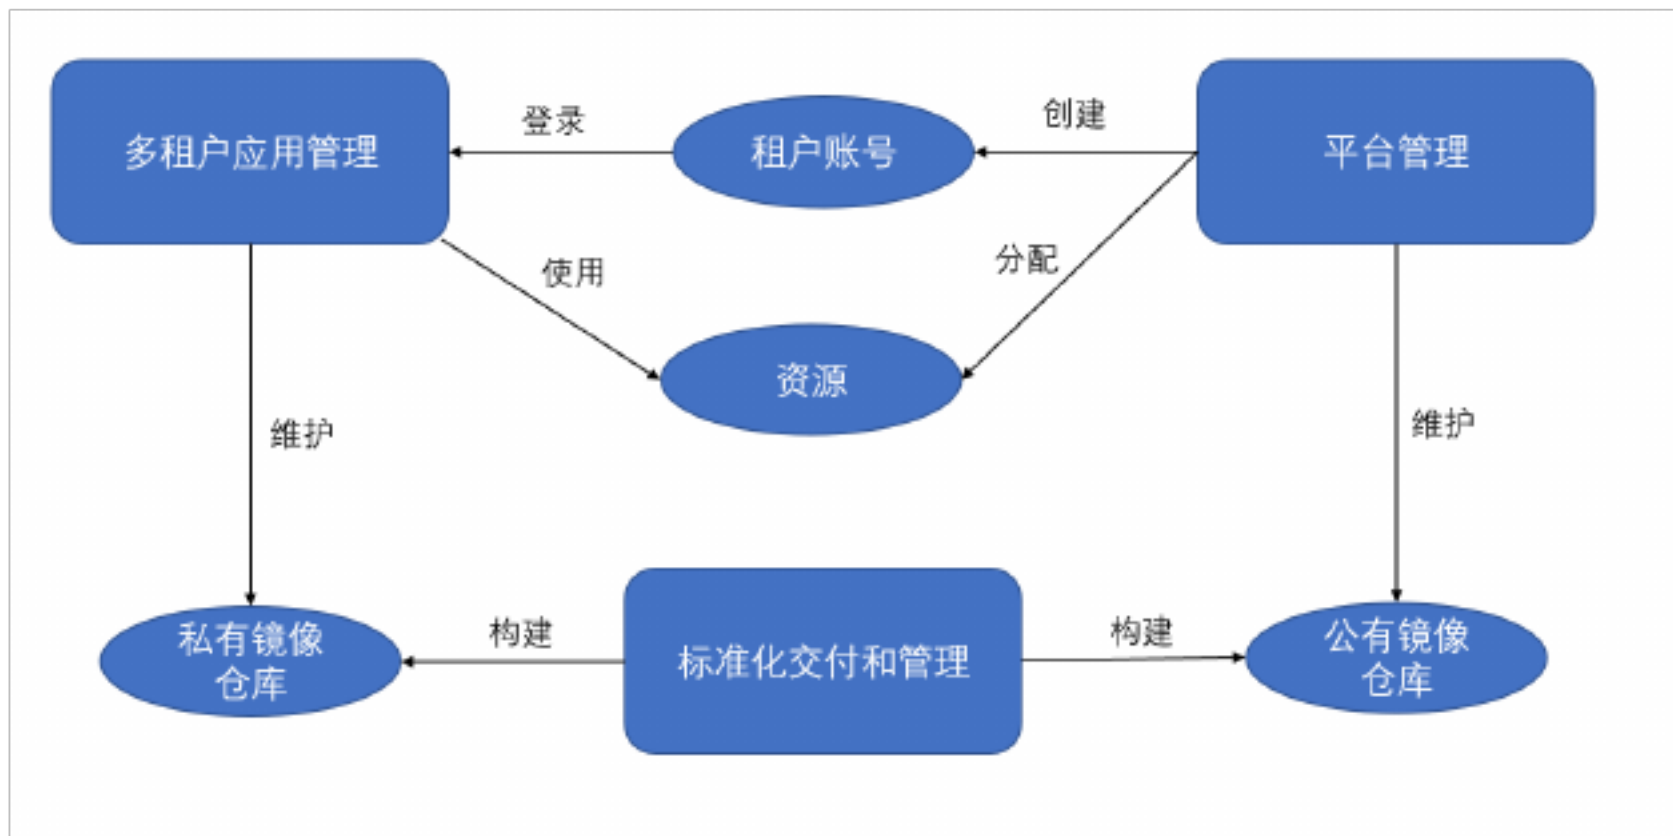 多租户应用管理
登录
租户账号
创建
平台管理
使用
分配
资源
维护
维护
私有镜像
仓库
构建
标准化交付和管理
构建
公有镜像
仓库